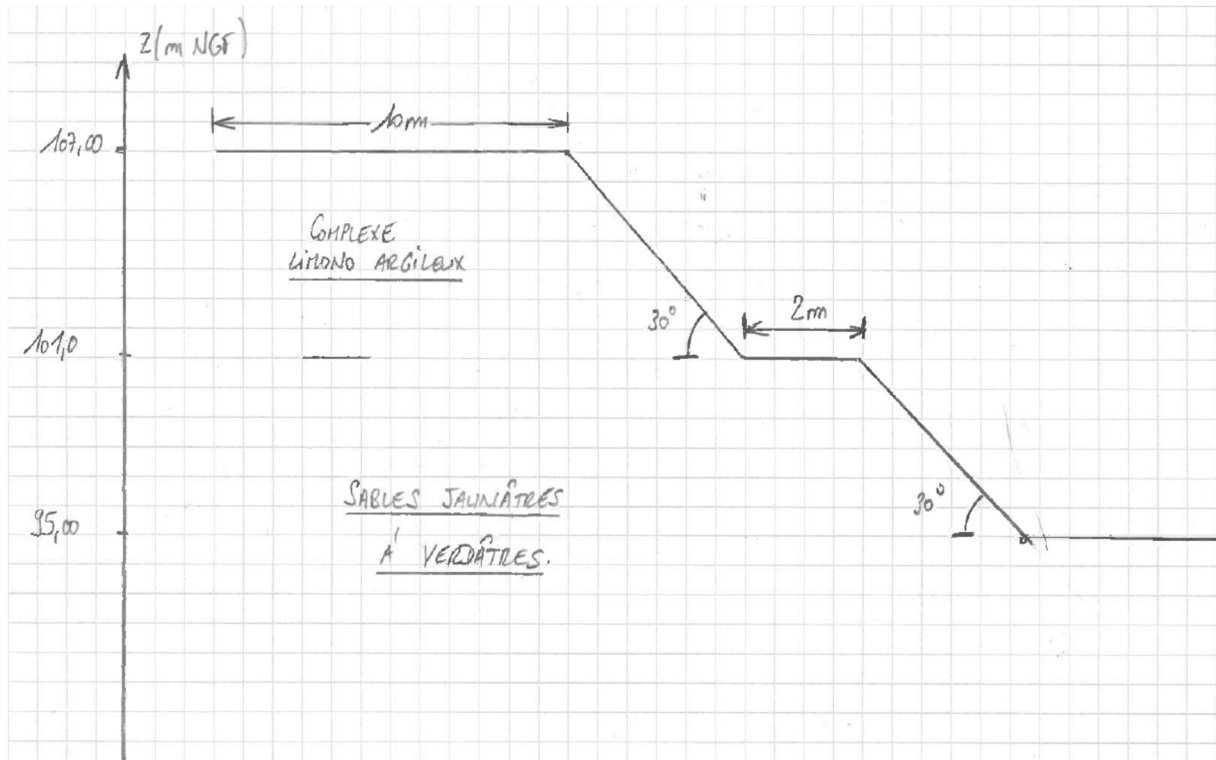 Z(m NGF)
10m
107,00
COMPLEXE
LIMONO ARGILEUX
30°
2m
101,0
SABLES JAUNÂTRES
À VERDÂTRES.
30°
95,00